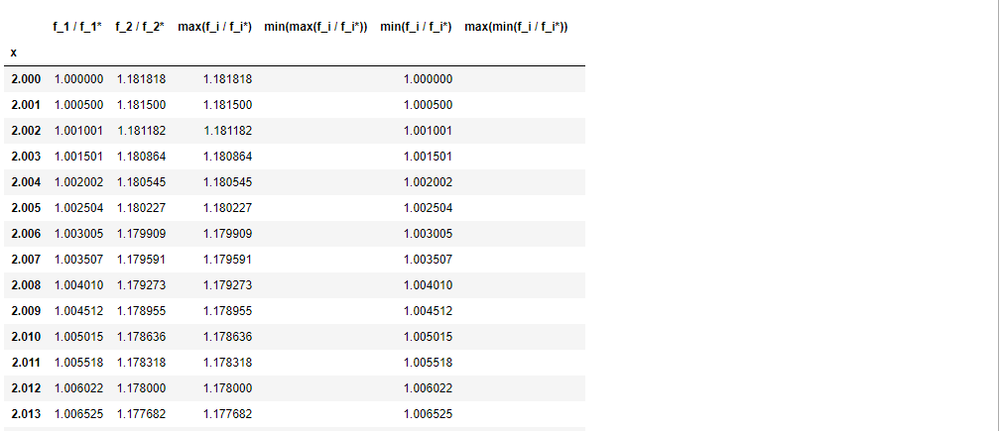 f_1 / f_1* f_2 / f_2* max(f_i / f_i*) min(max(f_i / f_i*)) min(f_i / f_i*) max(min(f_i / f_i*))
x
2.000 1.000000 1.181818 1.181818 1.000000
2.001 1.000500 1.181500 1.181500 1.000500
2.002 1.001001 1.181182 1.181182 1.001001
2.003 1.001501 1.180864 1.180864 1.001501
2.004 1.002002 1.180545 1.180545 1.002002
2.005 1.002504 1.180227 1.180227 1.002504
2.006 1.003005 1.179909 1.179909 1.003005
2.007 1.003507 1.179591 1.179591 1.003507
2.008 1.004010 1.179273 1.179273 1.004010
2.009 1.004512 1.178955 1.178955 1.004512
2.010 1.005015 1.178636 1.178636 1.005015
2.011 1.005518 1.178318 1.178318 1.005518
2.012 1.006022 1.178000 1.178000 1.006022
2.013 1.006525 1.177682 1.177682 1.006525